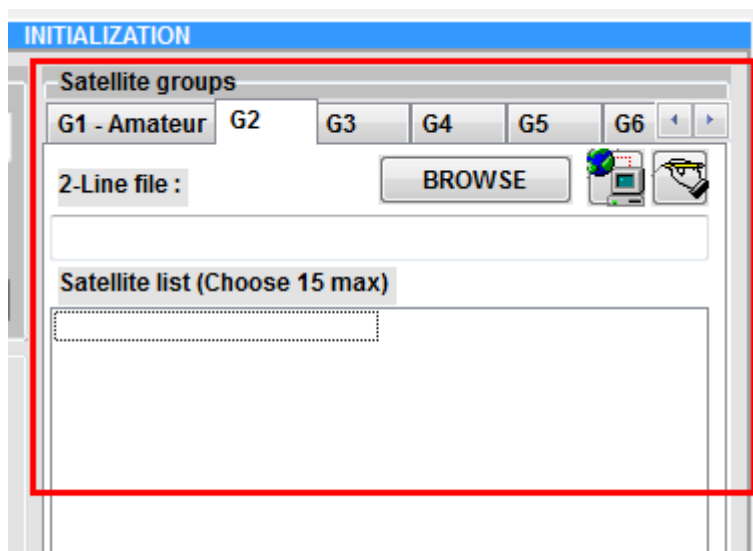 INITIALIZATION
Satellite groups
G1 - Amateur G2 G3 G4 G5 G6
2-Line file : BROWSE
Satellite list (Choose 15 max)